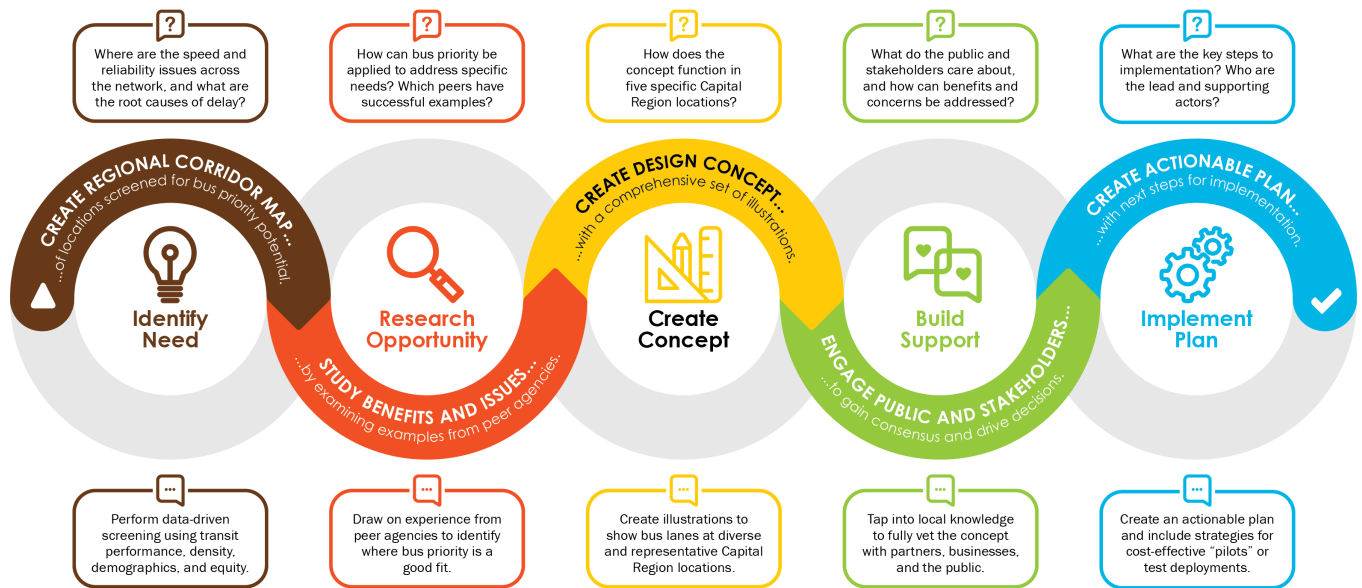 ?
Where are the speed and
reliability issues across
the network, and what are
the root causes of delay?
?
How can bus priority be
applied to address specific
needs? Which peers have
successful examples?
?
How does the
concept function in
five specific Capital
Region locations?
?
What do the public and
stakeholders care about,
and how can benefits and
concerns be addressed?
?
What are the key steps to
implementation? Who are
the lead and supporting
actors?
CREATE REGIONAL CORRIDOR MAP...
...of locations screened for bus priority potential.
Identify
Need
Research
Opportunity
STUDY BENEFITS AND ISSUES...
...by examining examples from peer agencies.
CREATE DESIGN CONCEPT...
...with a comprehensive set of illustrations.
Create
Concept
Build
Support
ENGAGE PUBLIC AND STAKEHOLDERS...
...to gain consensus and drive decisions.
CREATE ACTIONABLE PLAN...
...with next steps for implementation.
Implement
Plan
...
Perform data-driven
screening using transit
performance, density,
demographics, and equity.
...
Draw on experience from
peer agencies to identify
where bus priority is a
good fit.
...
Create illustrations to
show bus lanes at diverse
and representative Capital
Region locations.
...
Tap into local knowledge
to fully vet the concept
with partners, businesses,
and the public.
...
Create an actionable plan
and include strategies for
cost-effective “pilots” or
test deployments.